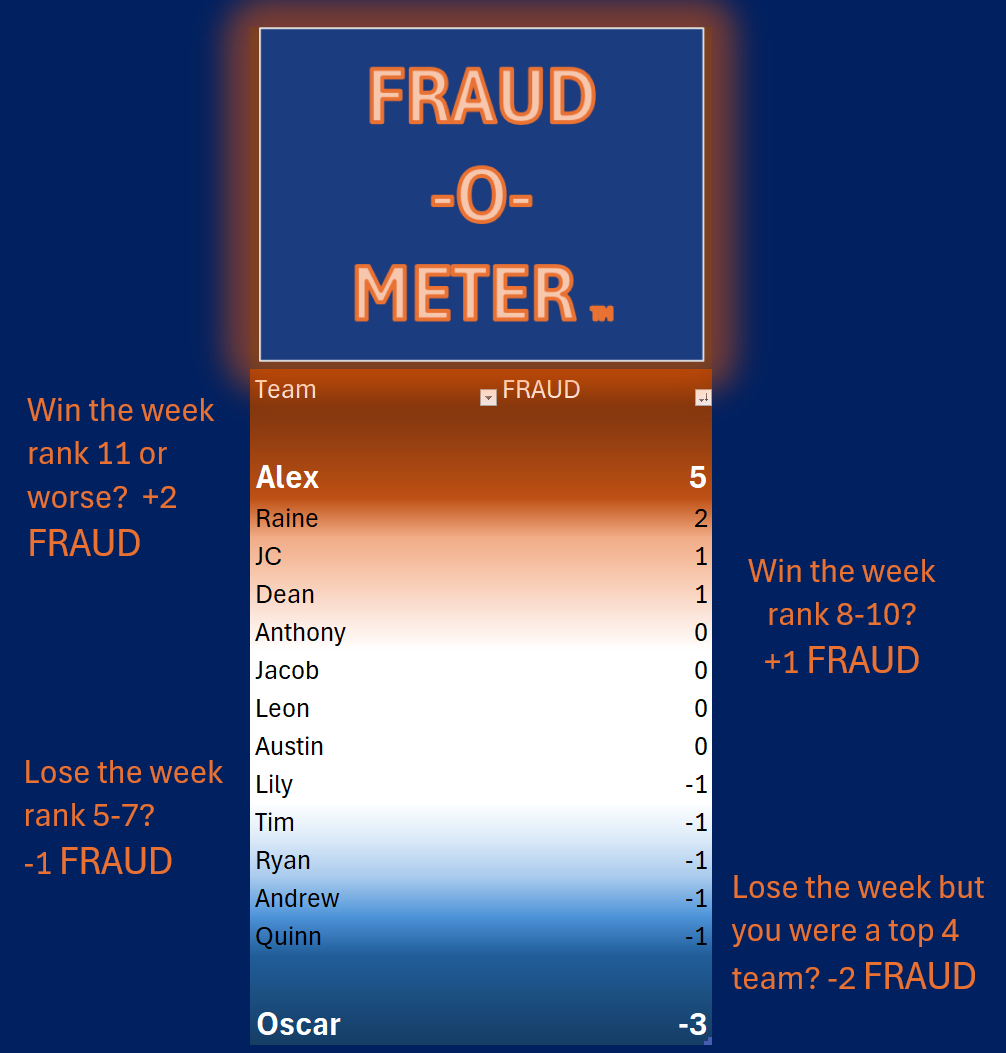 FRAUD
-O-
METER TM
Team FRAUD
Alex 5
Raine 2
JC 1
Dean 1
Anthony 0
Jacob 0
Leon 0
Austin 0
Lily -1
Tim -1
Ryan -1
Andrew -1
Quinn -1
Oscar -3
Win the week
rank 11 or
worse? +2
FRAUD
Win the week
rank 8-10?
+1 FRAUD
Lose the week
rank 5-7?
-1 FRAUD
Lose the week but
you were a top 4
team? -2 FRAUD